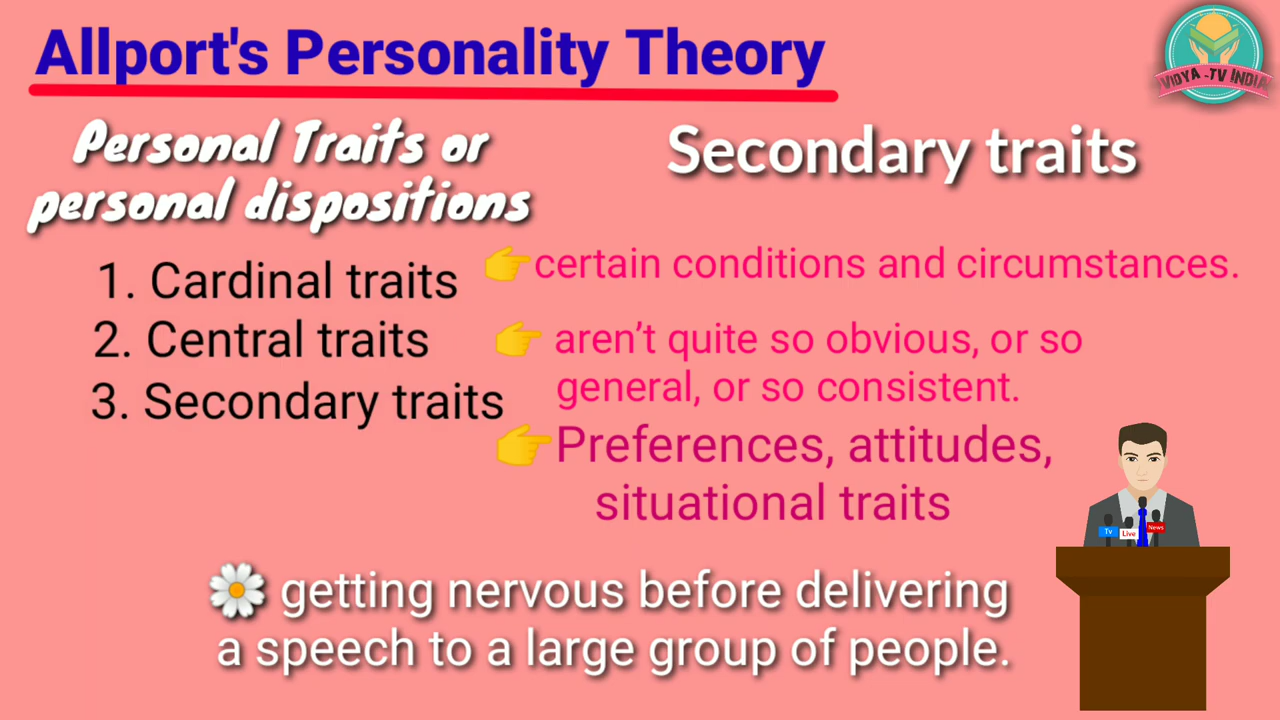 Allport's Personality Theory
VIDYA-TV INDIA
Personal Traits or
personal dispositions
1. Cardinal traits
2. Central traits
3. Secondary traits
Secondary traits
👉certain conditions and circumstances.
👉 aren’t quite so obvious, or so
general, or so consistent.
👉Preferences, attitudes,
situational traits
Tv
Live
News
🌼 getting nervous before delivering
a speech to a large group of people.